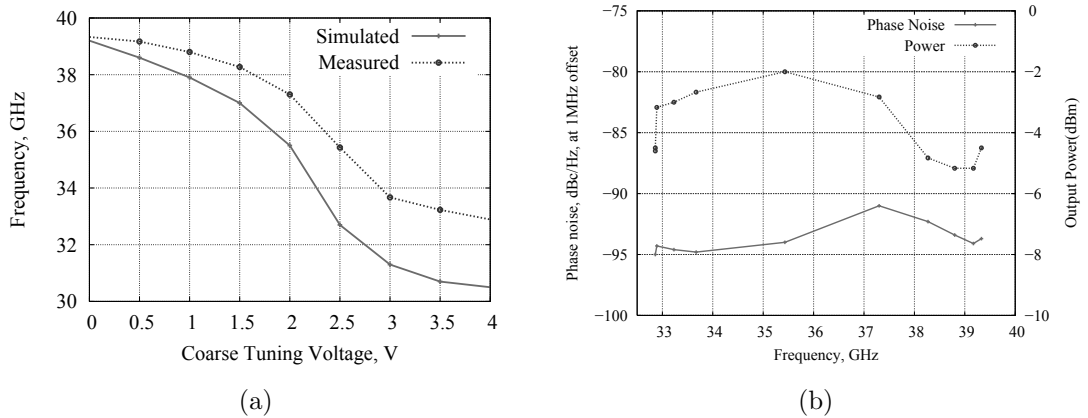 40
38
36
34
32
30
Frequency, GHz
Simulated
Measured
0 0.5 1 1.5 2 2.5 3 3.5 4
Coarse Tuning Voltage, V
(a)
−75
−80
−85
−90
−95
−100
Phase noise, dBc/Hz, at 1MHz offset
Phase Noise
Power
0
−2
−4
−6
−8
−10
Output Power(dBm)
33 34 35 36 37 38 39 40
Frequency, GHz
(b)